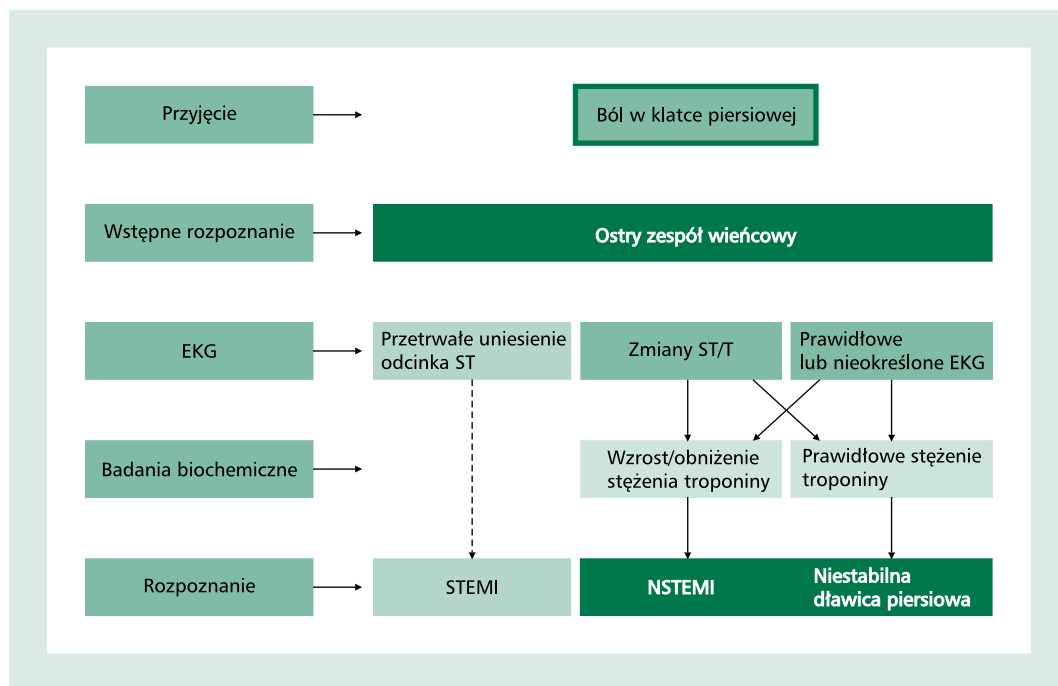 Przyjęcie
Ból w klatce piersiowej
Wstępne rozpoznanie
Ostry zespół wieńcowy
EKG
Przetrwałe uniesienie
odcinka ST
Zmiany ST/T
Prawidłowe
lub nieokreślone EKG
Badania biochemiczne
Wzrost/obniżenie
stężenia troponiny
Prawidłowe stężenie
troponiny
Rozpoznanie
STEMI
NSTEMI
Niestabilna
dławica piersiowa